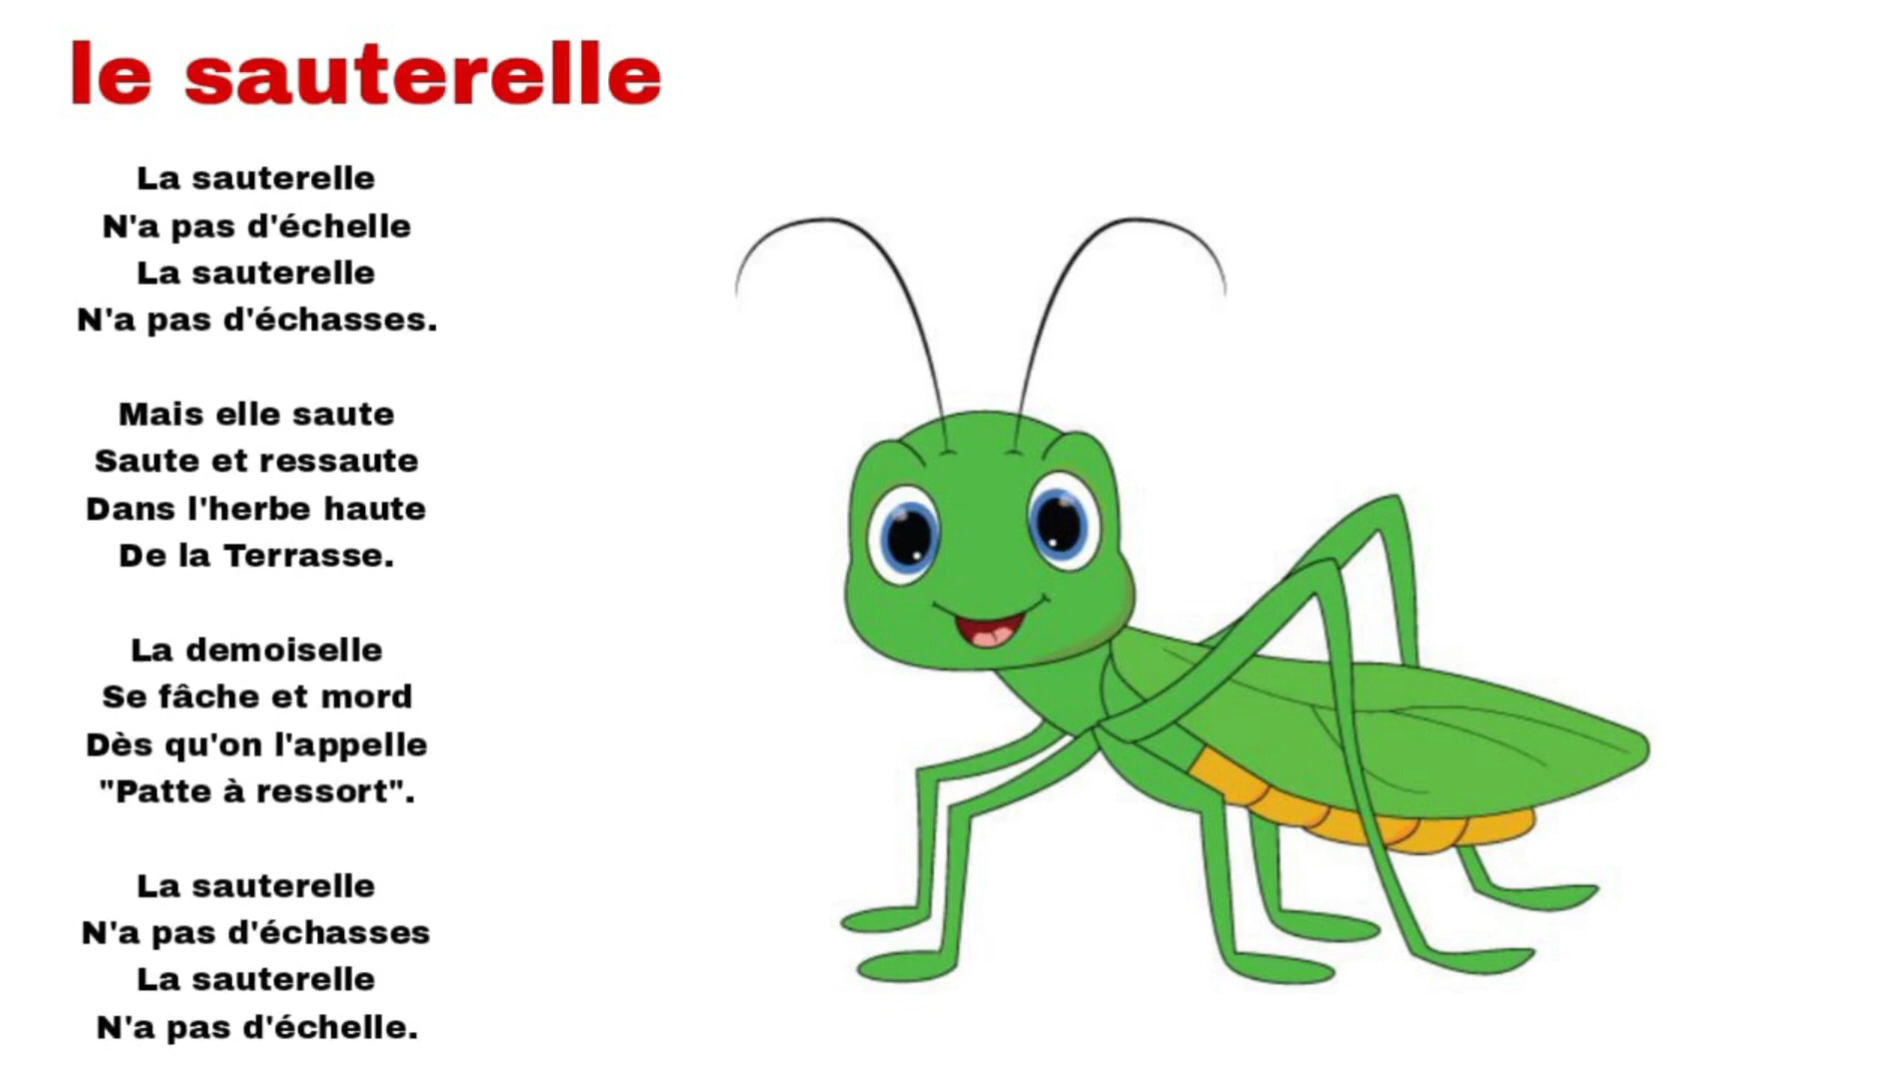 le sauterelle
La sauterelle
N'a pas d'échelle
La sauterelle
N'a pas d'échasses.
Mais elle saute
Saute et ressaute
Dans l'herbe haute
De la Terrasse.
La demoiselle
Se fâche et mord
Dès qu'on l'appelle
"Patte à ressort".
La sauterelle
N'a pas d'échasses
La sauterelle
N'a pas d'échelle.